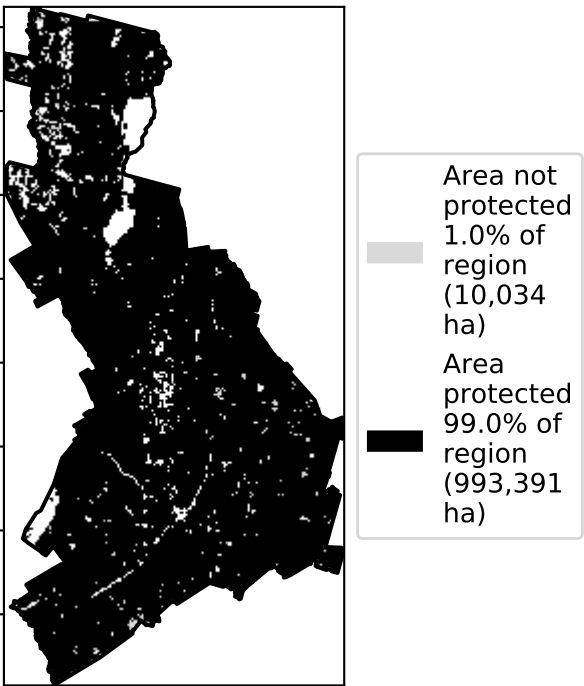 Area not
protected
1.0% of
region
(10,034
ha)
Area
protected
99.0% of
region
(993,391
ha)